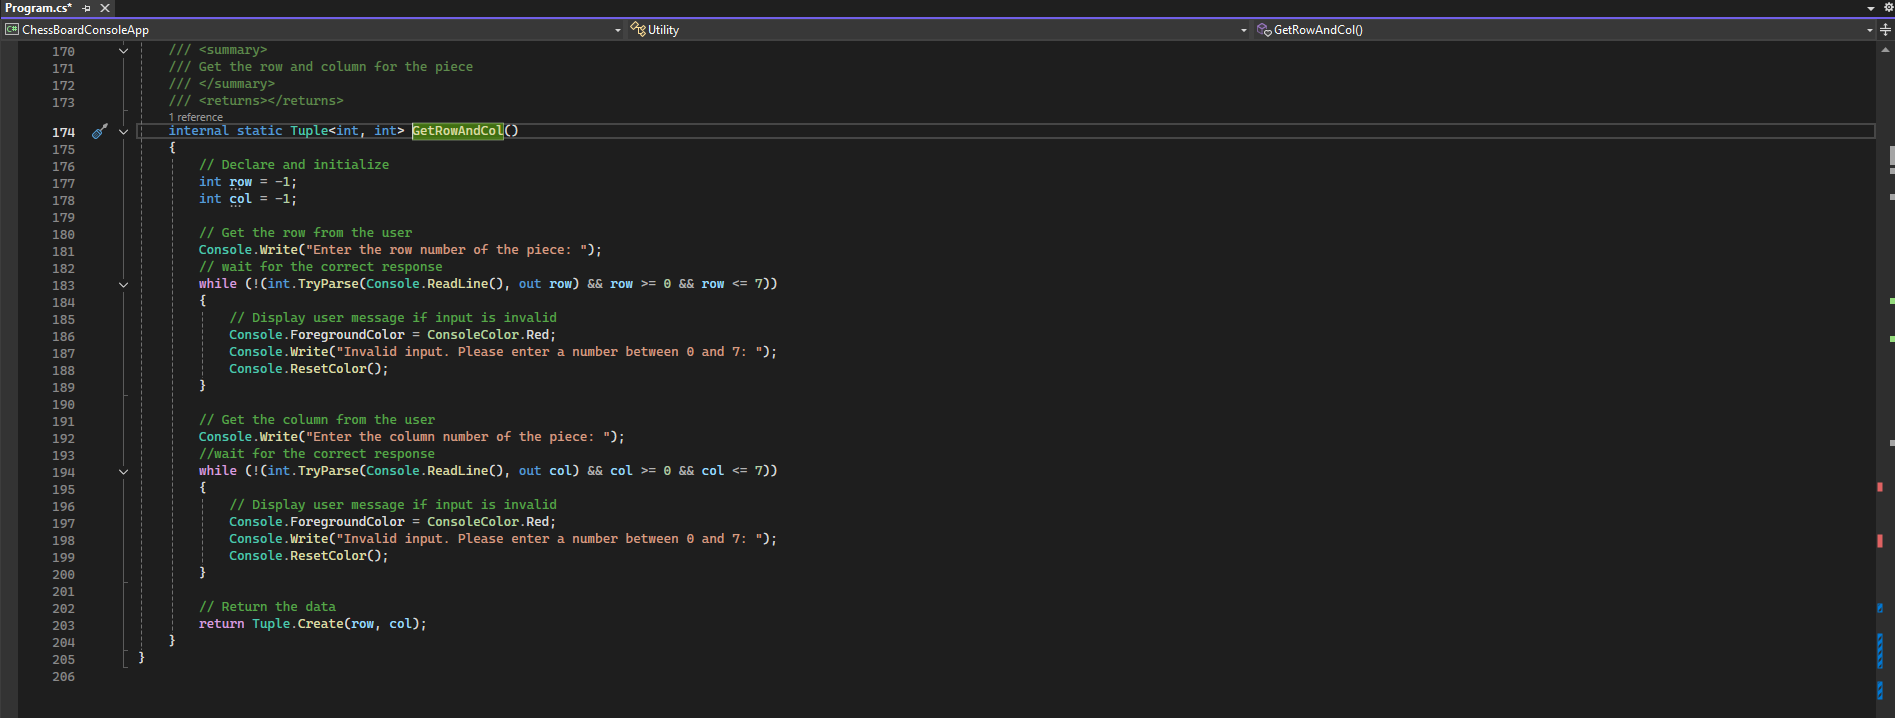 Program.cs*
ChessBoardConsoleApp Utility GetRowAndCol()
170 /// <summary>
171 /// Get the row and column for the piece
172 /// </summary>
173 /// <returns></returns>
1 reference
174 internal static Tuple<int, int> GetRowAndCol()
175 {
176 // Declare and initialize
177 int row = -1;
178 int col = -1;
179
180 // Get the row from the user
181 Console.Write("Enter the row number of the piece: ");
182 // wait for the correct response
183 while (!(int.TryParse(Console.ReadLine(), out row) && row >= 0 && row <= 7))
184 {
185 // Display user message if input is invalid
186 Console.ForegroundColor = ConsoleColor.Red;
187 Console.Write("Invalid input. Please enter a number between 0 and 7: ");
188 Console.ResetColor();
189 }
190
191 // Get the column from the user
192 Console.Write("Enter the column number of the piece: ");
193 //wait for the correct response
194 while (!(int.TryParse(Console.ReadLine(), out col) && col >= 0 && col <= 7))
195 {
196 // Display user message if input is invalid
197 Console.ForegroundColor = ConsoleColor.Red;
198 Console.Write("Invalid input. Please enter a number between 0 and 7: ");
199 Console.ResetColor();
200 }
201
202 // Return the data
203 return Tuple.Create(row, col);
204 }
205 }
206